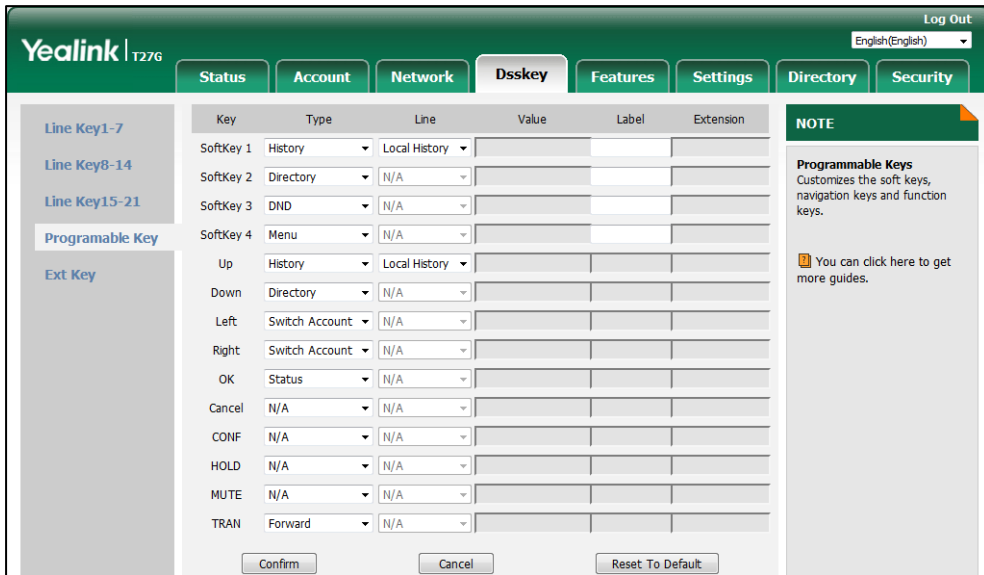 Log Out
Yealink | T27G
English(English)
Status Account Network Dsskey Features Settings Directory Security
Line Key1-7
Line Key8-14
Line Key15-21
Programable Key
Ext Key
Key Type Line Value Label Extension
SoftKey 1 History Local History
SoftKey 2 Directory N/A
SoftKey 3 DND N/A
SoftKey 4 Menu N/A
Up History Local History
Down Directory N/A
Left Switch Account N/A
Right Switch Account N/A
OK Status N/A
Cancel N/A N/A
CONF N/A N/A
HOLD N/A N/A
MUTE N/A N/A
TRAN Forward N/A
Confirm Cancel Reset To Default
NOTE
Programmable Keys
Customizes the soft keys,
navigation keys and function
keys.
You can click here to get
more guides.